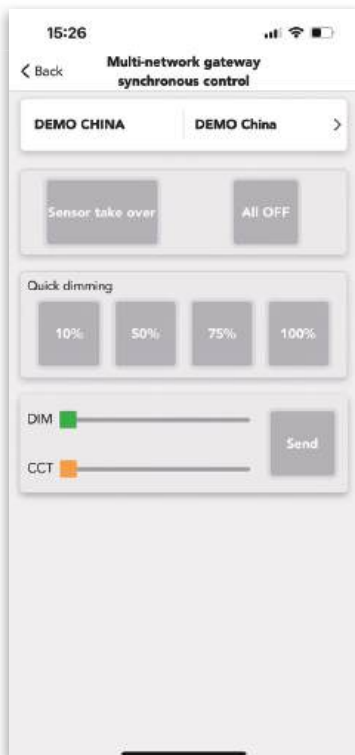 15:26
< Back
Multi-network gateway
synchronous control
DEMO CHINA
DEMO China >
Sensor take over
All OFF
Quick dimming
10%
50%
75%
100%
DIM
Send
CCT